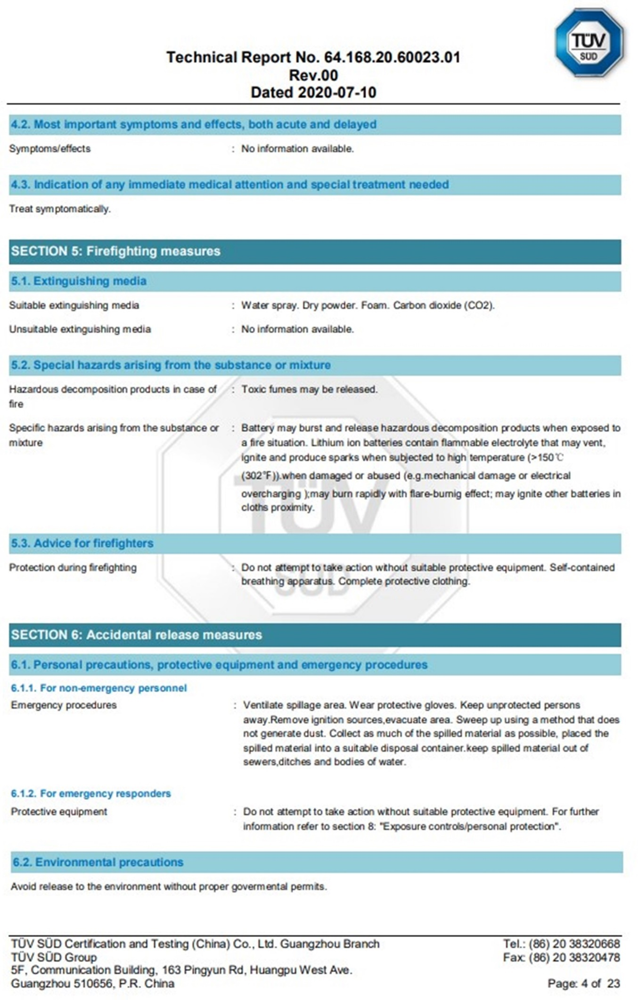 TÜV
SÜD
Technical Report No. 64.168.20.60023.01
Rev.00
Dated 2020-07-10
4.2. Most important symptoms and effects, both acute and delayed
Symptoms/effects : No information available.
4.3. Indication of any immediate medical attention and special treatment needed
Treat symptomatically.
SECTION 5: Firefighting measures
5.1. Extinguishing media
Suitable extinguishing media : Water spray. Dry powder. Foam. Carbon dioxide (CO2).
Unsuitable extinguishing media : No information available.
5.2. Special hazards arising from the substance or mixture
Hazardous decomposition products in case of : Toxic fumes may be released.
fire
Specific hazards arising from the substance or : Battery may burst and release hazardous decomposition products when exposed to
mixture a fire situation. Lithium ion batteries contain flammable electrolyte that may vent,
ignite and produce sparks when subjected to high temperature (>150℃
(302°F)).when damaged or abused (e.g.mechanical damage or electrical
overcharging );may burn rapidly with flare-burnig effect; may ignite other batteries in
cloths proximity.
TÜV
5.3. Advice for firefighters
Protection during firefighting : Do not attempt to take action without suitable protective equipment. Self-contained
breathing apparatus. Complete protective clothing.
SÜD
SECTION 6: Accidental release measures
6.1. Personal precautions, protective equipment and emergency procedures
6.1.1. For non-emergency personnel
Emergency procedures : Ventilate spillage area. Wear protective gloves. Keep unprotected persons
away.Remove ignition sources,evacuate area. Sweep up using a method that does
not generate dust. Collect as much of the spilled material as possible, placed the
spilled material into a suitable disposal container.keep spilled material out of
sewers,ditches and bodies of water.
6.1.2. For emergency responders
Protective equipment : Do not attempt to take action without suitable protective equipment. For further
information refer to section 8: "Exposure controls/personal protection".
6.2. Environmental precautions
Avoid release to the environment without proper govermental permits.
TÜV SÜD Certification and Testing (China) Co., Ltd. Guangzhou Branch Tel.: (86) 20 38320668
TÜV SÜD Group Fax: (86) 20 38320478
5F, Communication Building, 163 Pingyun Rd, Huangpu West Ave.
Guangzhou 510656, P.R. China Page: 4 of 23